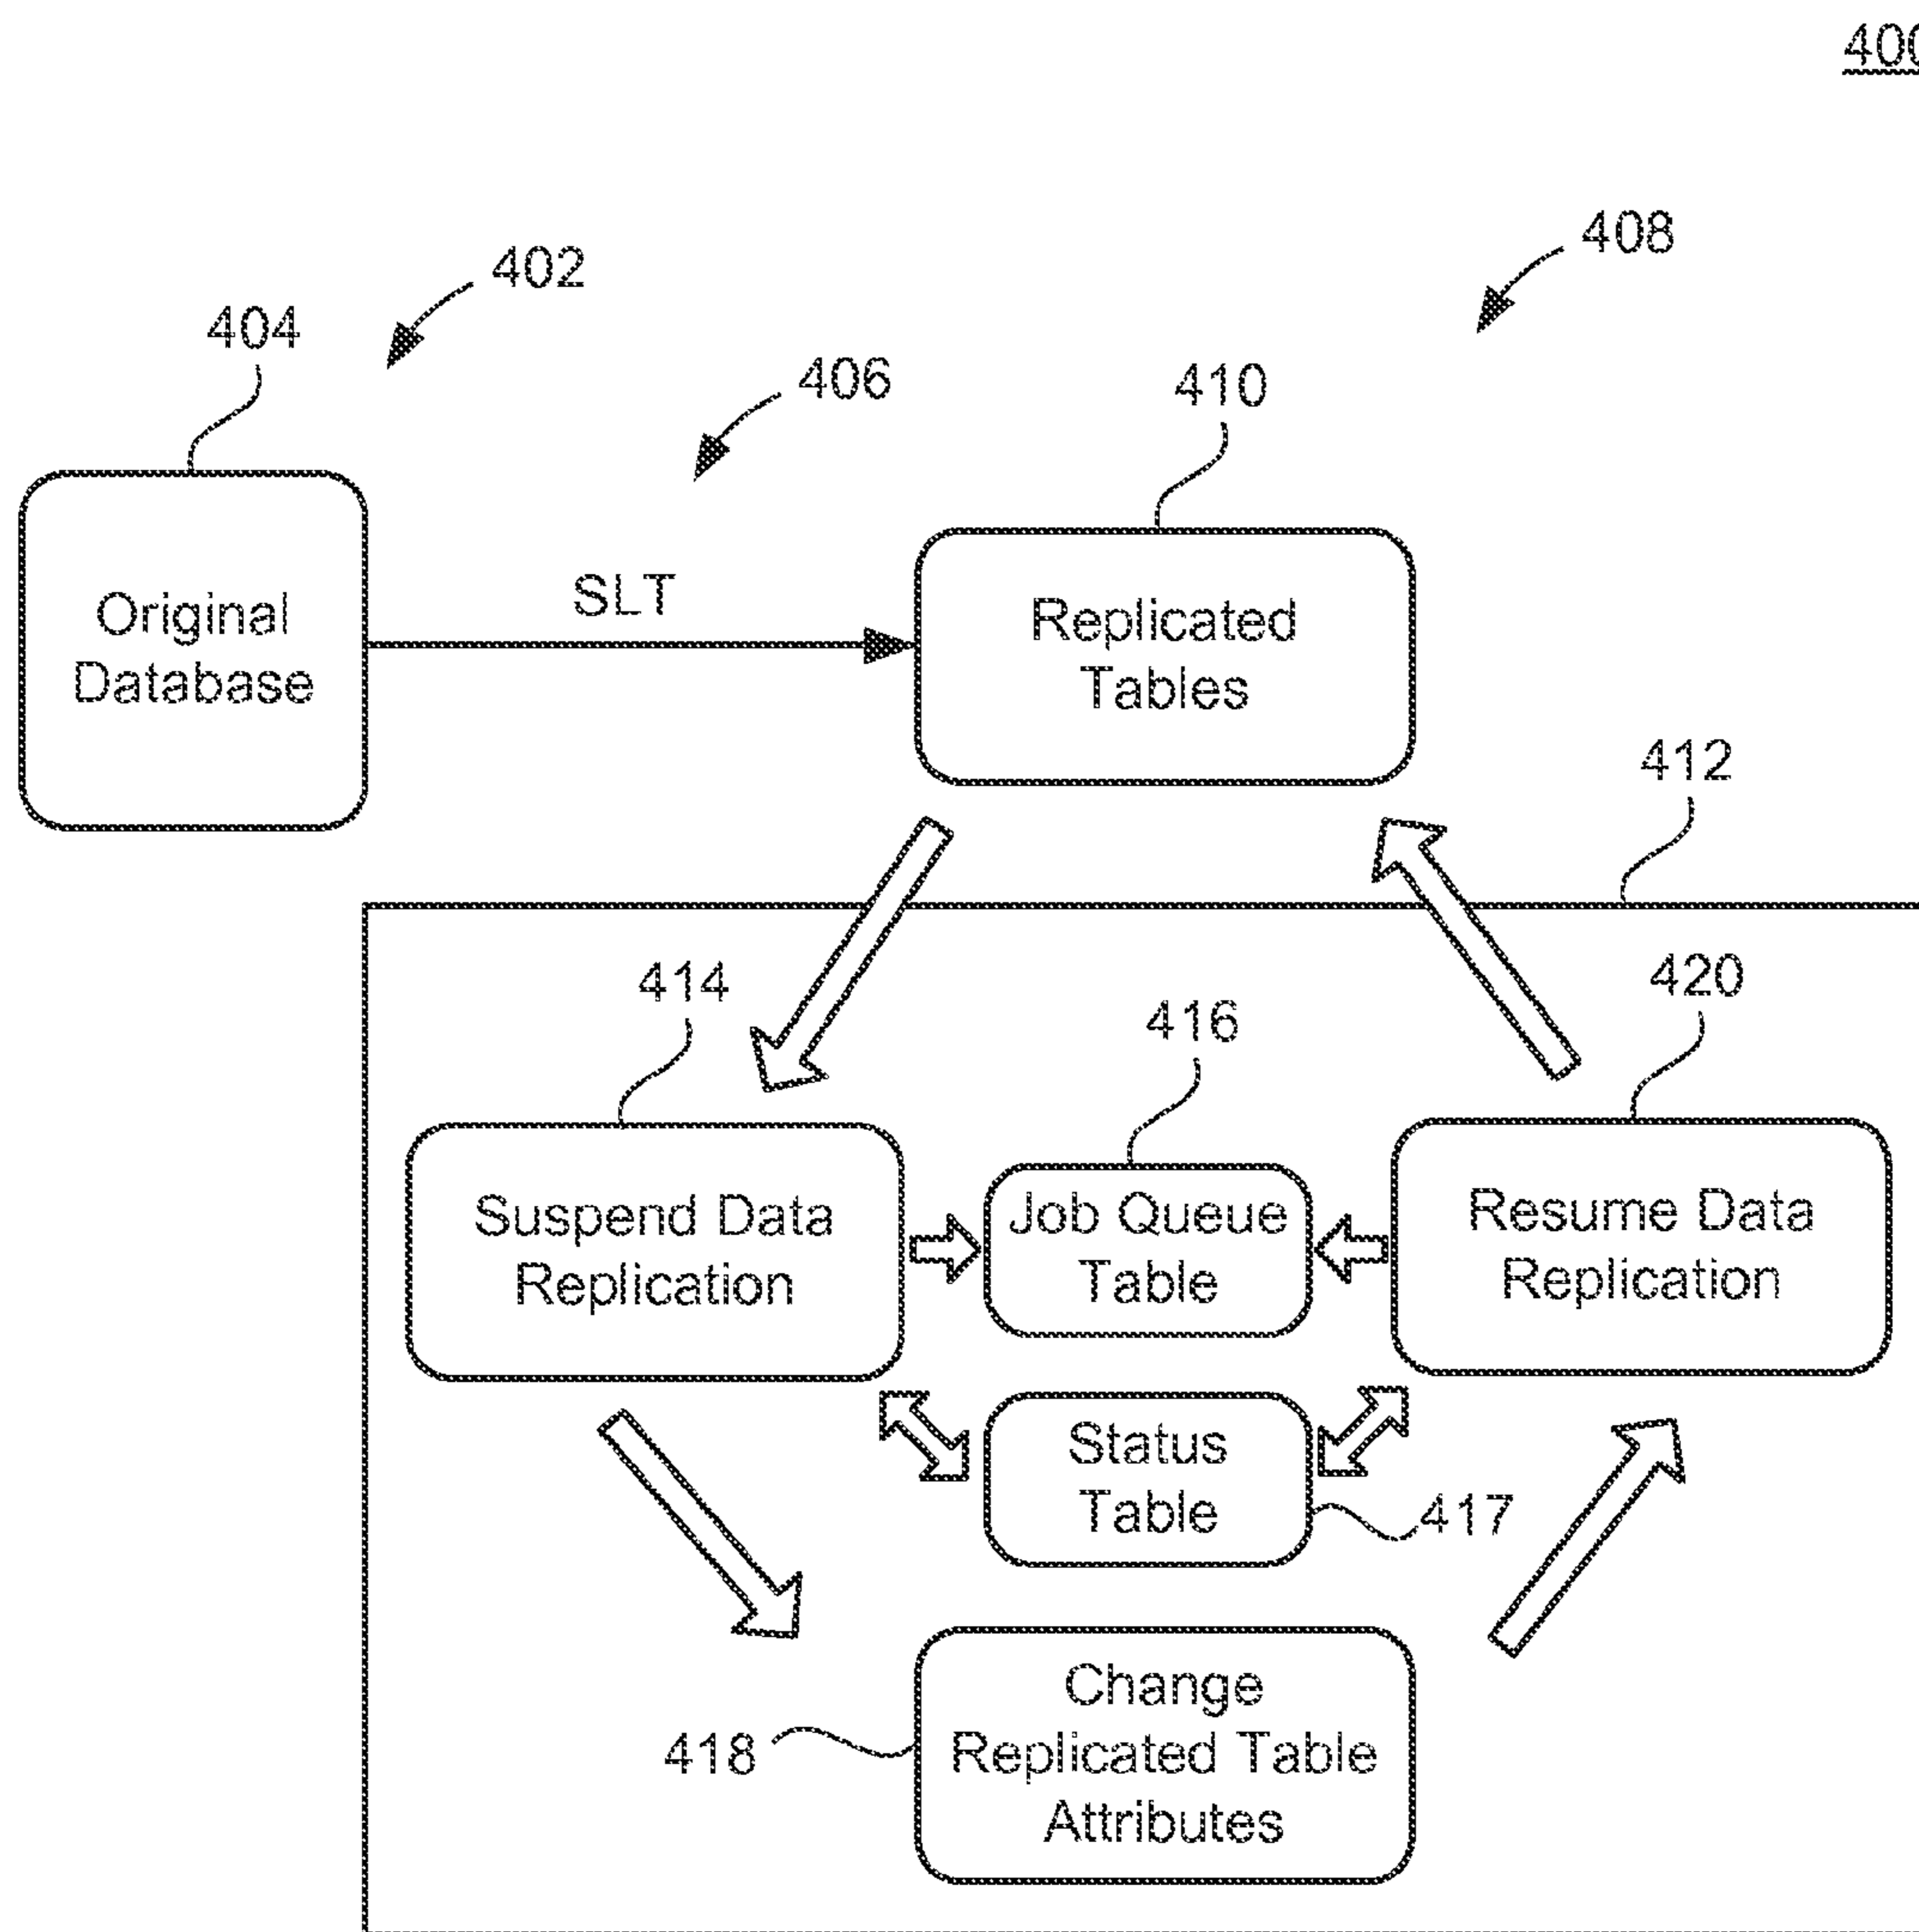 400
408
402
404
406
410
Original
Database
SLT
Replicated
Tables
412
414
416
420
Suspend Data
Replication
Job Queue
Table
Resume Data
Replication
Status
Table
417
418
Change
Replicated Table
Attributes